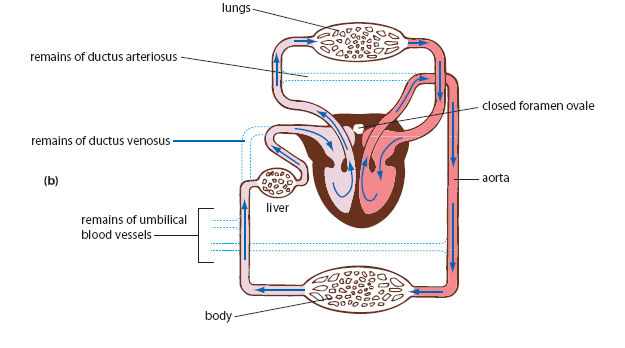 lungs
remains of ductus arteriosus
closed foramen ovale
remains of ductus venosus
(b)
aorta
liver
remains of umbilical
blood vessels
body